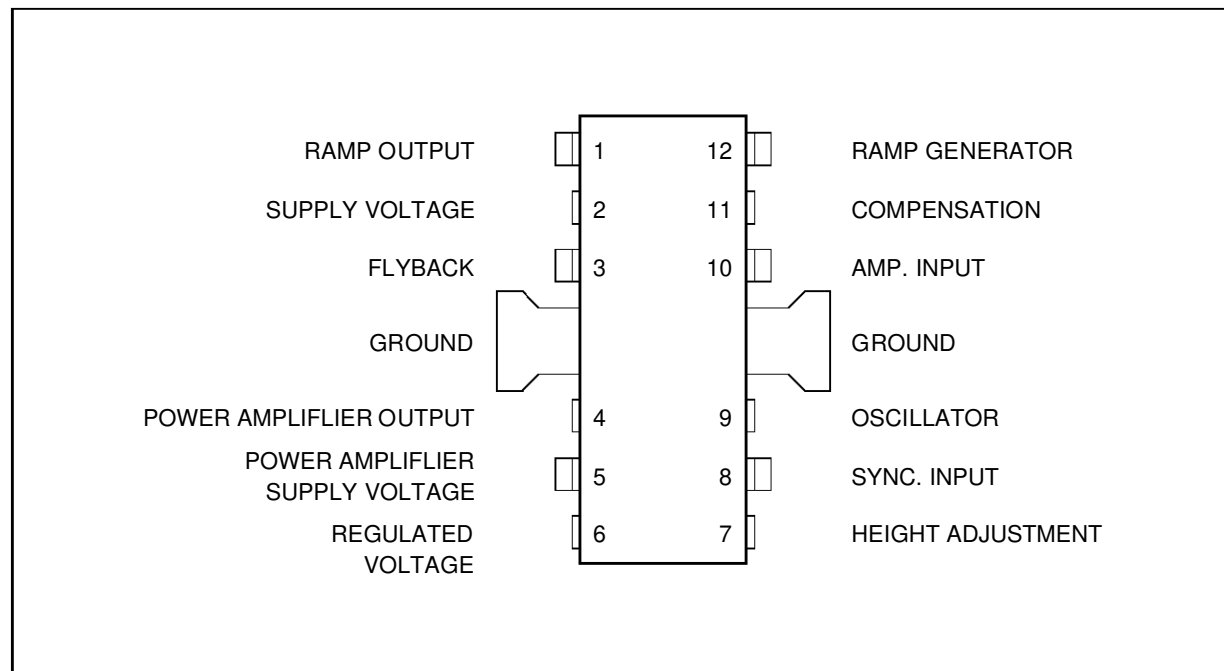 RAMP OUTPUT 1 12 RAMP GENERATOR
SUPPLY VOLTAGE 2 11 COMPENSATION
FLYBACK 3 10 AMP. INPUT
GROUND GROUND
POWER AMPLIFLIER OUTPUT 4 9 OSCILLATOR
POWER AMPLIFLIER
SUPPLY VOLTAGE 5 8 SYNC. INPUT
REGULATED
VOLTAGE 6 7 HEIGHT ADJUSTMENT